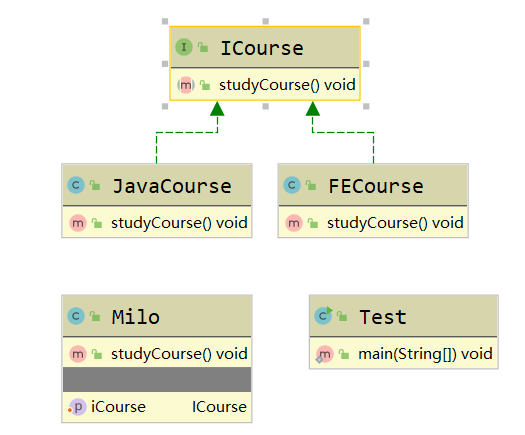 I ICourse
m studyCourse() void
C JavaCourse
m studyCourse() void
C FECourse
m studyCourse() void
C Milo
m studyCourse() void
p iCourse ICourse
C Test
m main(String[]) void